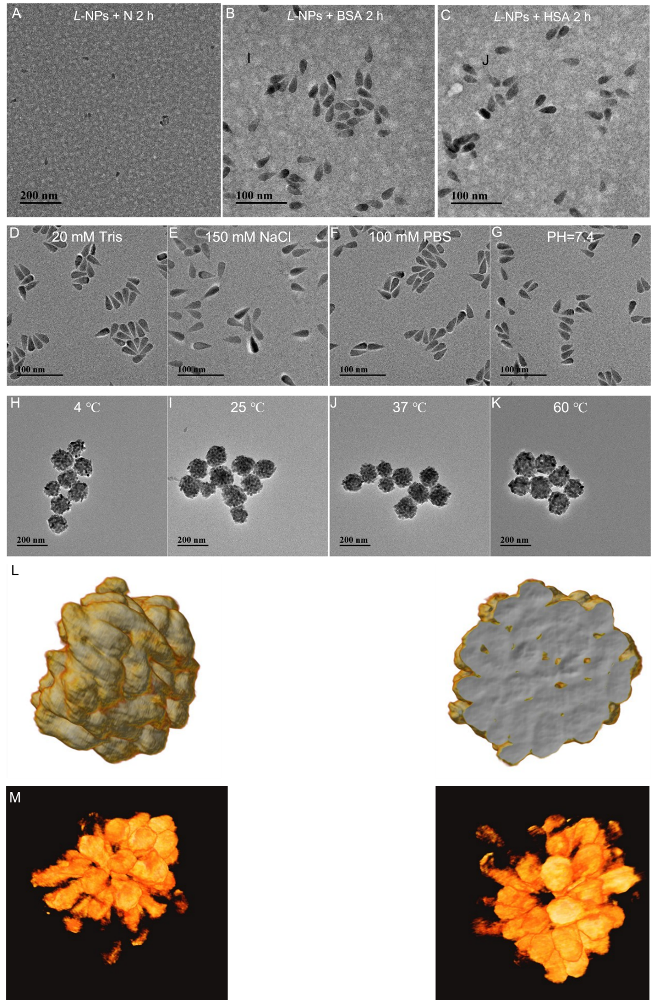 A
L-NPs + N 2 h
200 nm
B
L-NPs + BSA 2 h
I
100 nm
C
L-NPs + HSA 2 h
J
100 nm
D
20 mM Tris
100 nm
E
150 mM NaCl
100 nm
F
100 mM PBS
100 nm
G
PH=7.4
100 nm
H
4 ℃
200 nm
I
25 ℃
200 nm
J
37 ℃
200 nm
K
60 ℃
200 nm
L
M